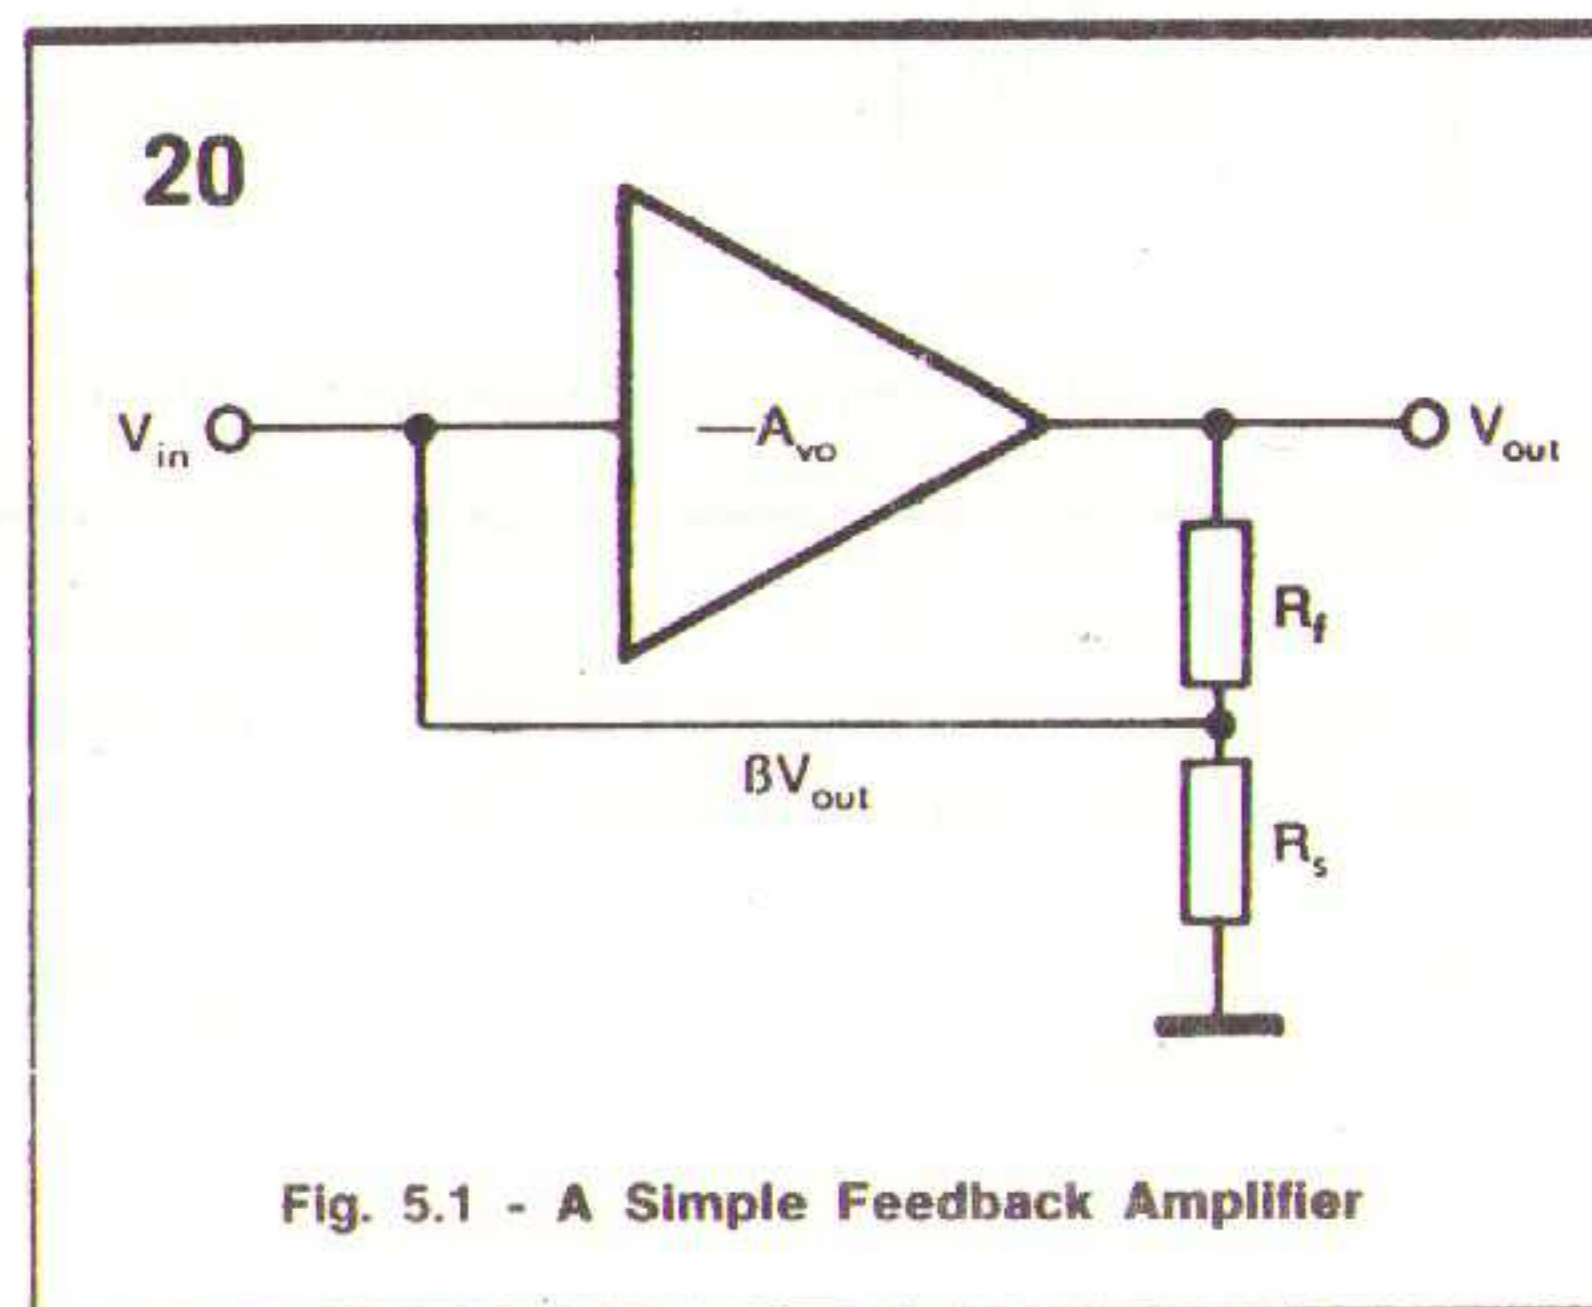 20
V_in
—A_vo
V_out
R_f
βV_out
R_s
Fig. 5.1 - A Simple Feedback Amplifier